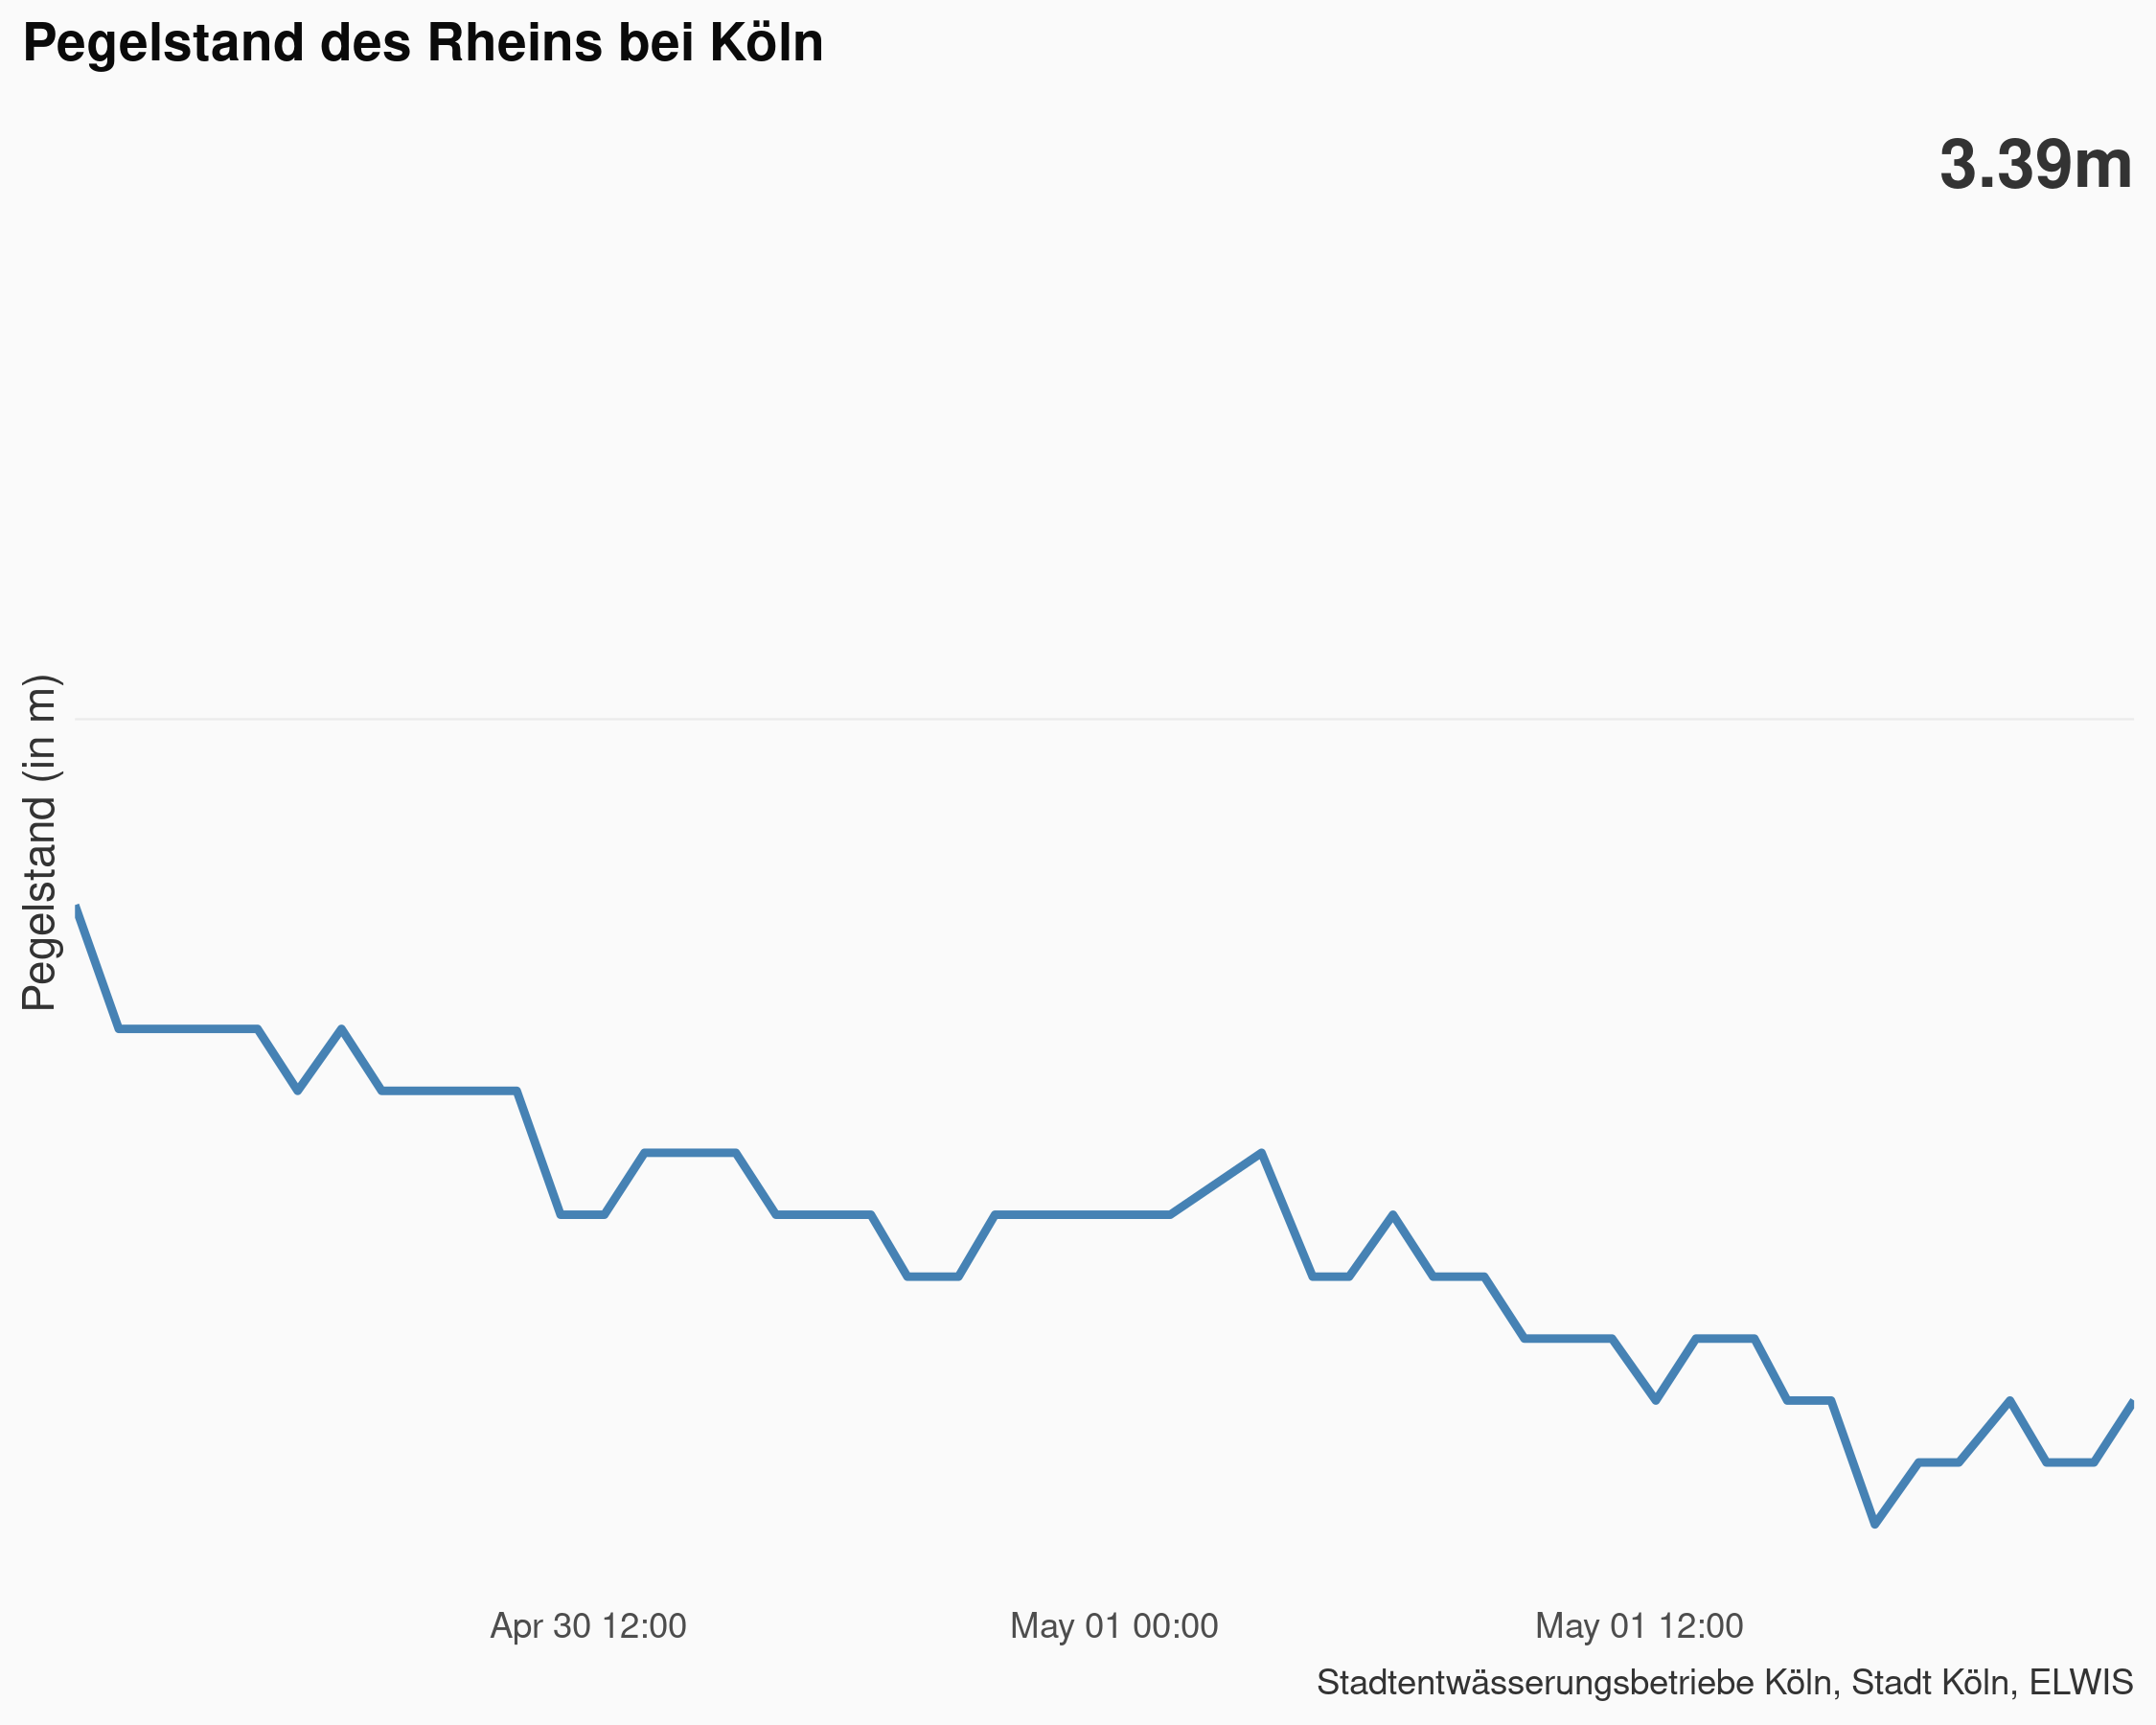 Pegelstand des Rheins bei Köln
3.39m
Pegelstand (in m)
Apr 30 12:00
May 01 00:00
May 01 12:00
Stadtentwässerungsbetriebe Köln, Stadt Köln, ELWIS